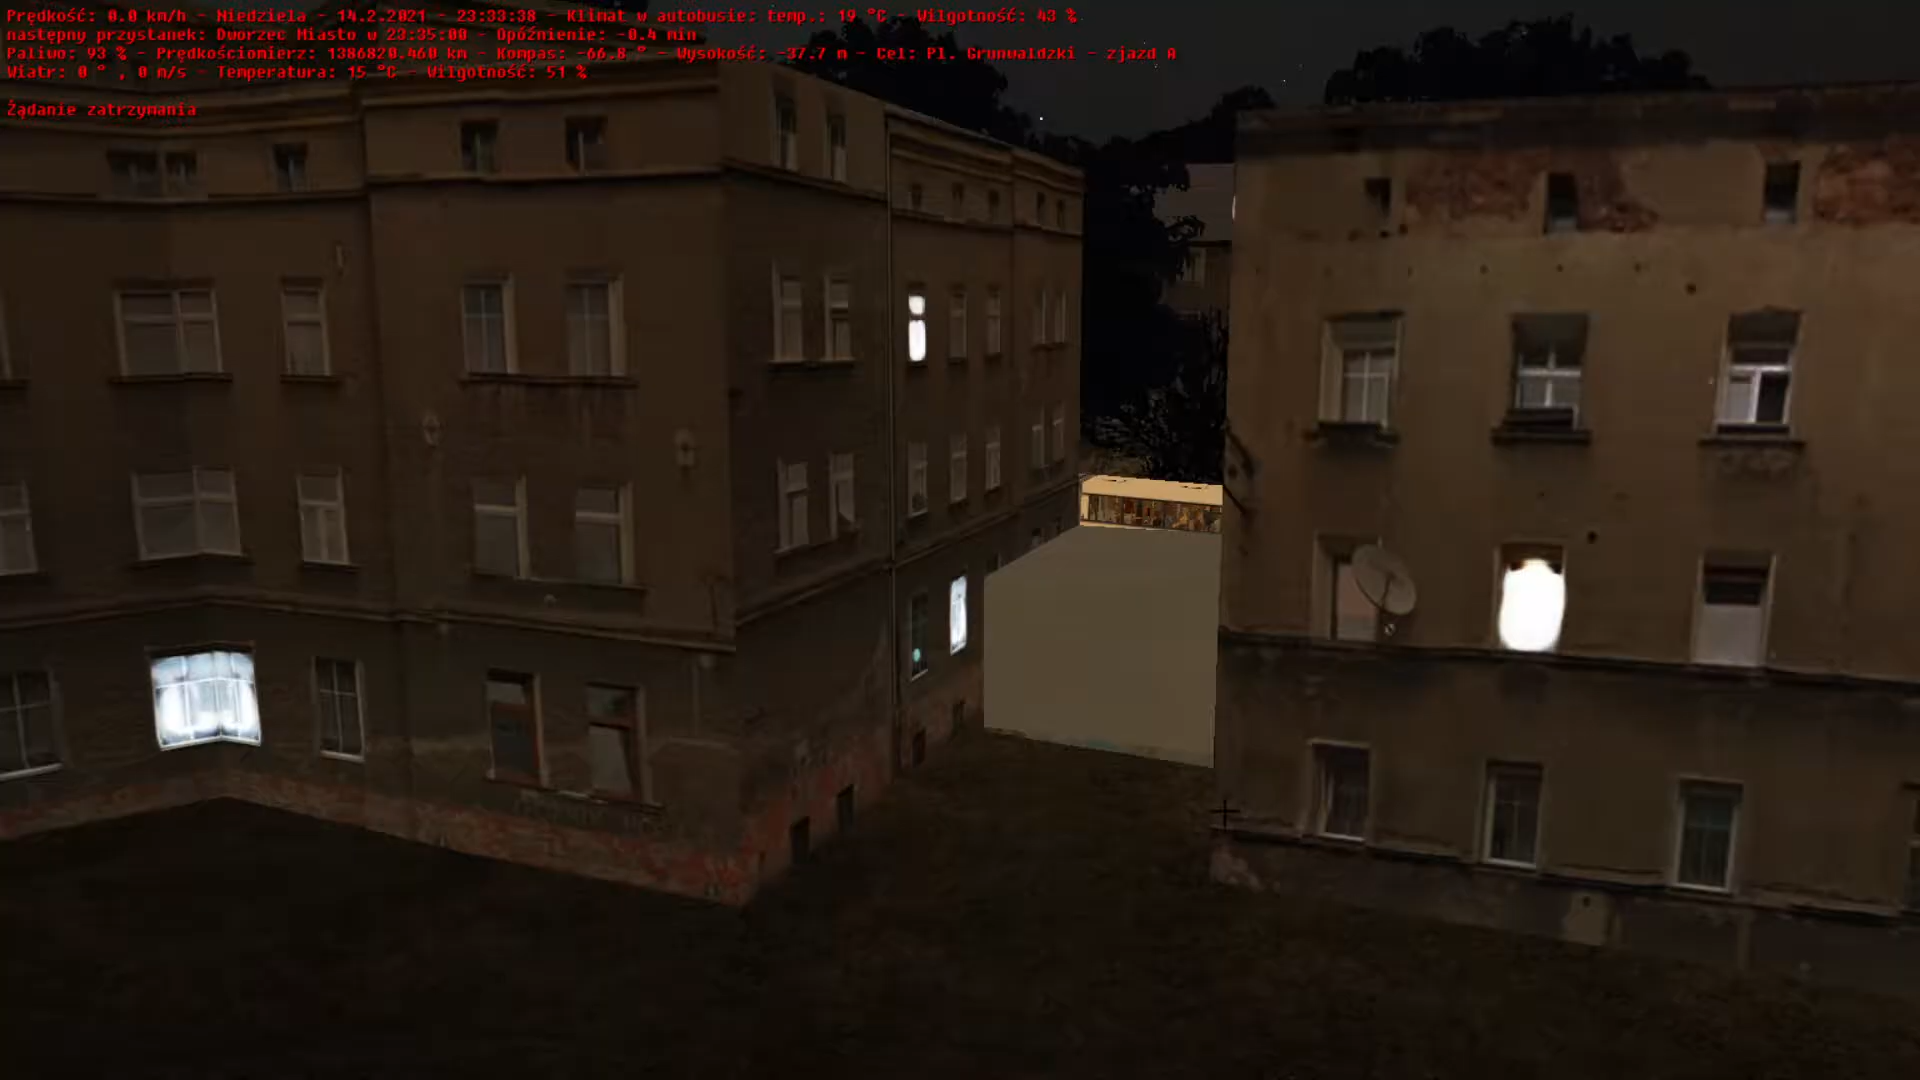 Prędkość: 0.0 km/h - Niedziela - 14.2.2021 - 23:33:38 - Klimat w autobusie: temp.: 19 °C - Wilgotność: 43 %
następny przystanek: Dworzec Miasto w 23:35:00 - Opóźnienie: -0.4 min
Paliwo: 93 % - Prędkościomierz: 1386820.460 km - Kompas: -66.8 ° - Wysokość: -37.7 m - Cel: Pl. Grunwaldzki - zjazd A
Wiatr: 0 ° , 0 m/s - Temperatura: 15 °C - Wilgotność: 51 %
Żądanie zatrzymania